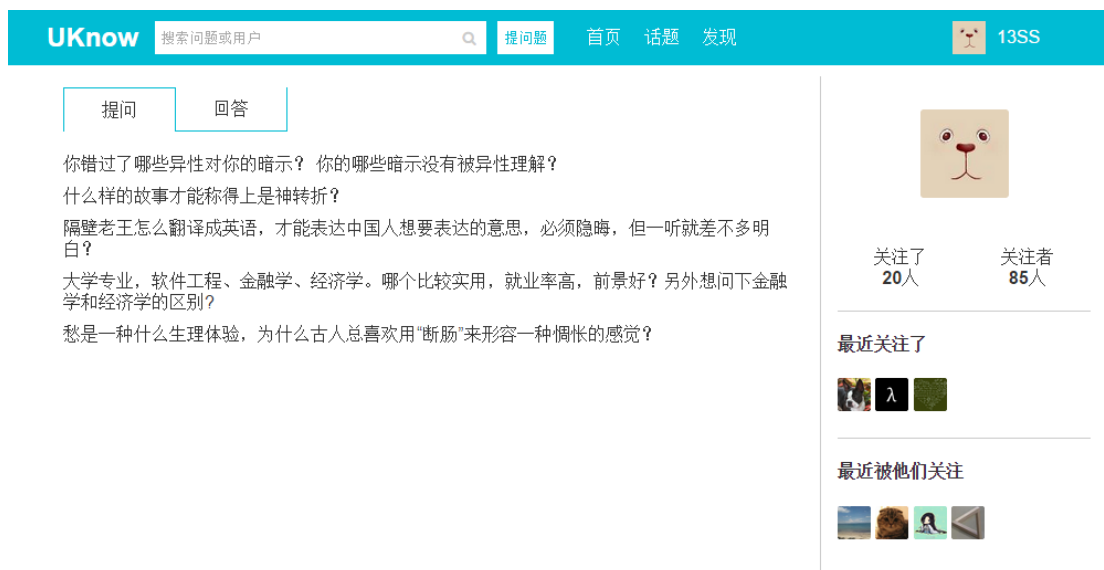 UKnow 搜索问题或用户 提问题 首页 话题 发现 13SS
提问 回答
你错过了哪些异性对你的暗示？ 你的哪些暗示没有被异性理解？
什么样的故事才能称得上是神转折？
隔壁老王怎么翻译成英语，才能表达中国人想要表达的意思，必须隐晦，但一听就差不多明
白？
大学专业，软件工程、金融学、经济学。哪个比较实用，就业率高，前景好？另外想问下金融
学和经济学的区别?
愁是一种什么生理体验，为什么古人总喜欢用“断肠”来形容一种惆怅的感觉？
关注了 关注者
20人 85人
最近关注了
λ
最近被他们关注